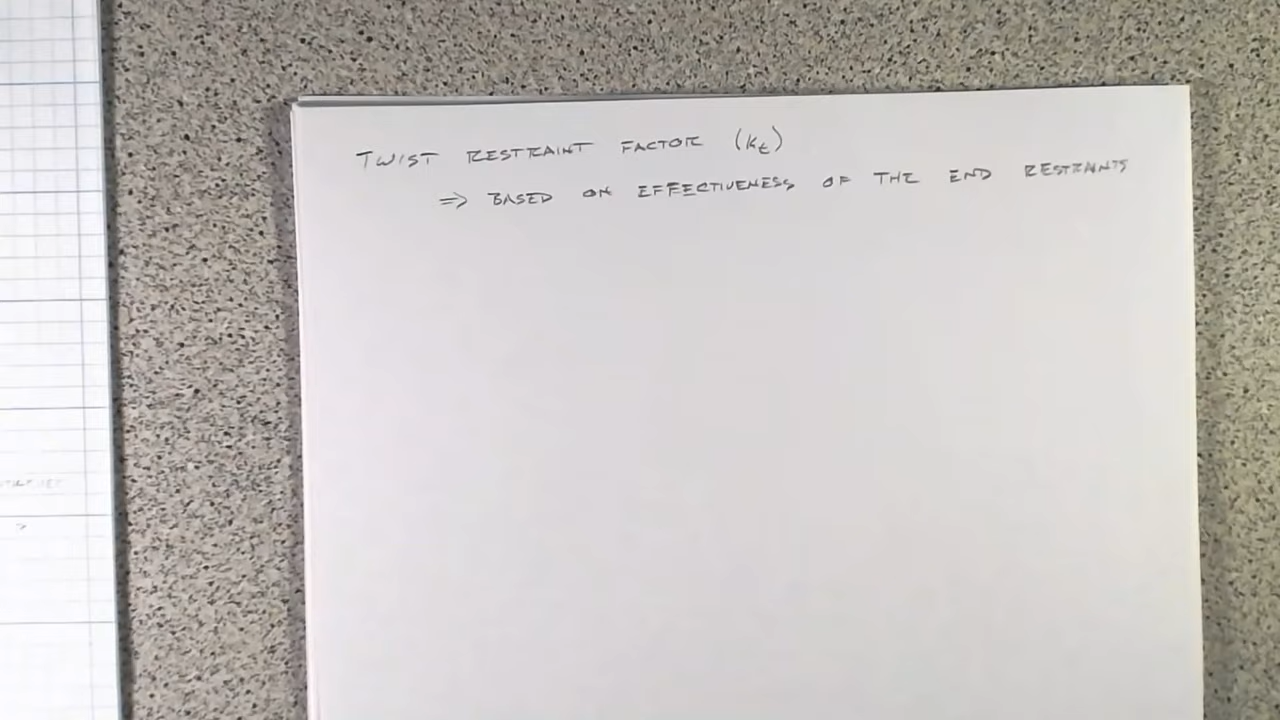 TWIST RESTRAINT FACTOR (kt)
⇒ BASED ON EFFECTIVENESS OF THE END RESTRAINTS